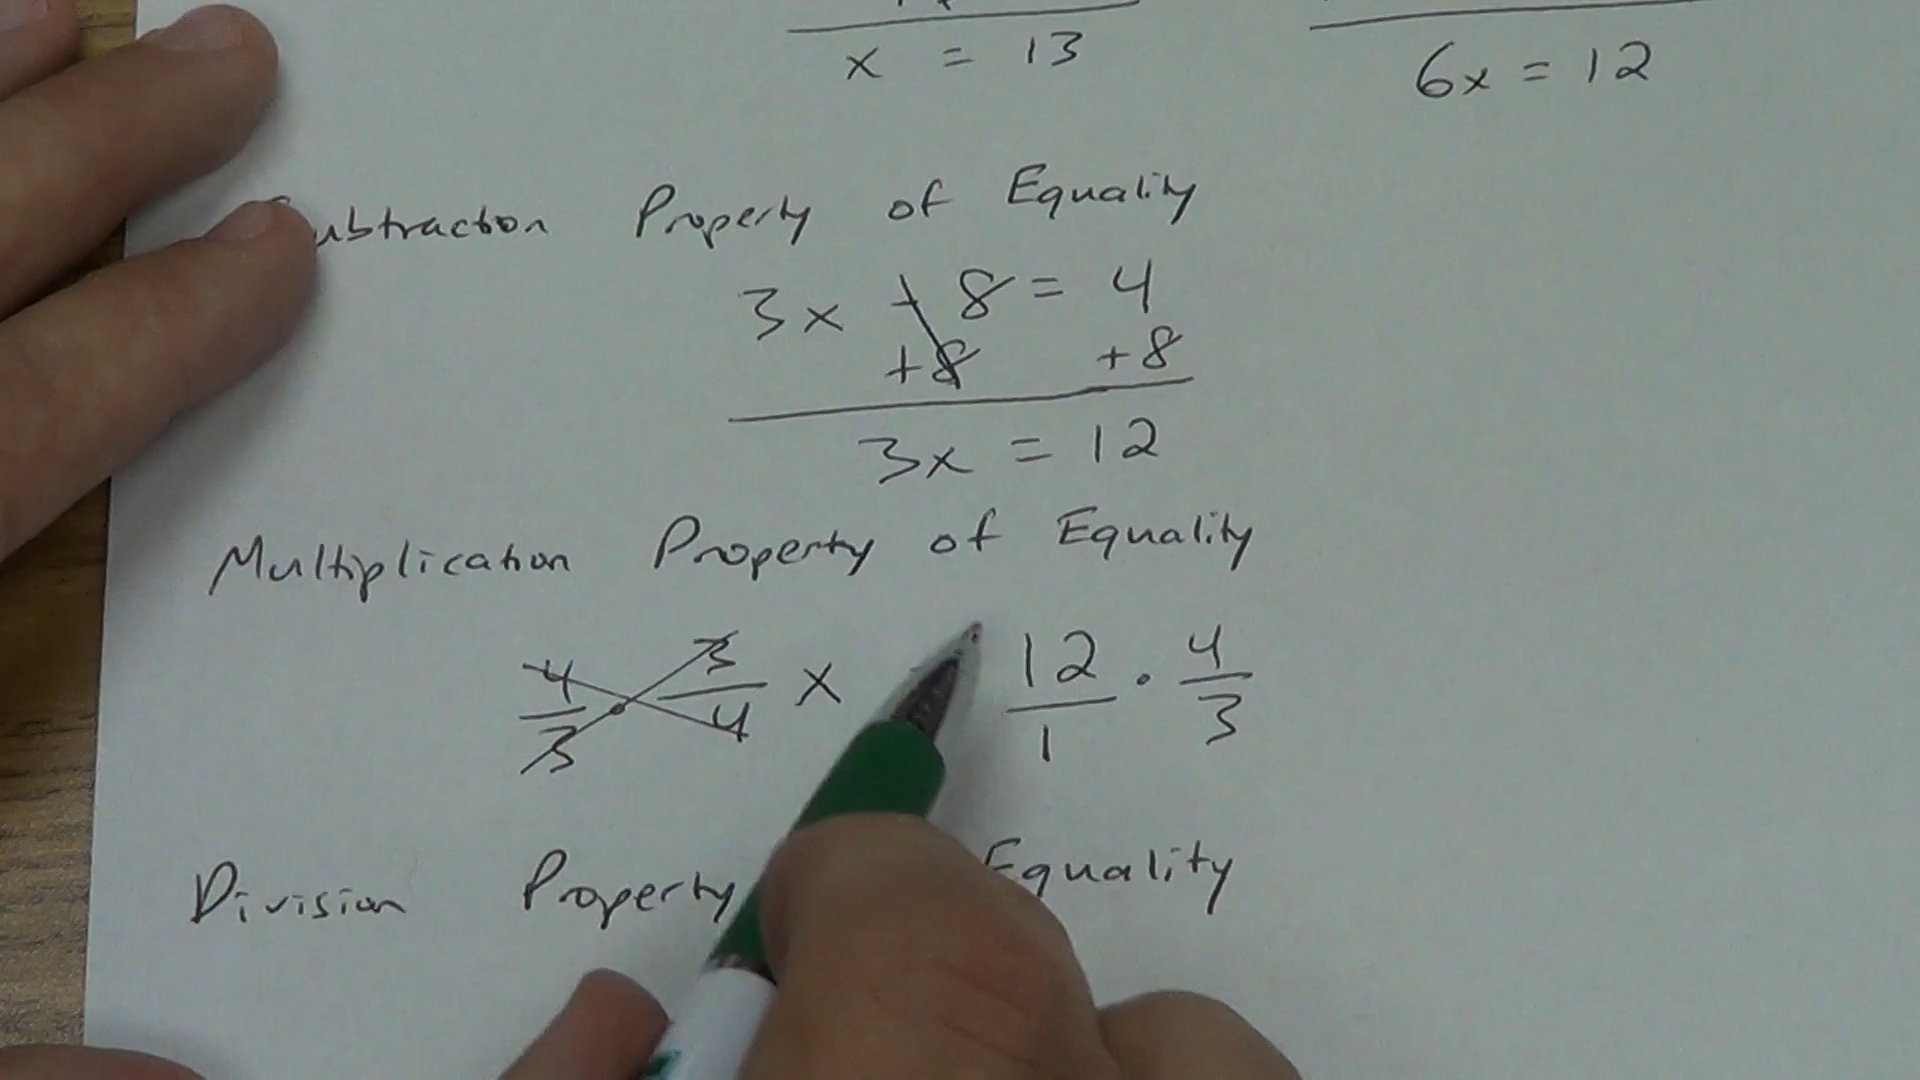 x = 13
6x = 12
Subtraction Property of Equality
3x - 8 = 4
+8 +8
3x = 12
Multiplication Property of Equality
4/3 · 3/4 x 12/1 · 4/3
Division Property Equality